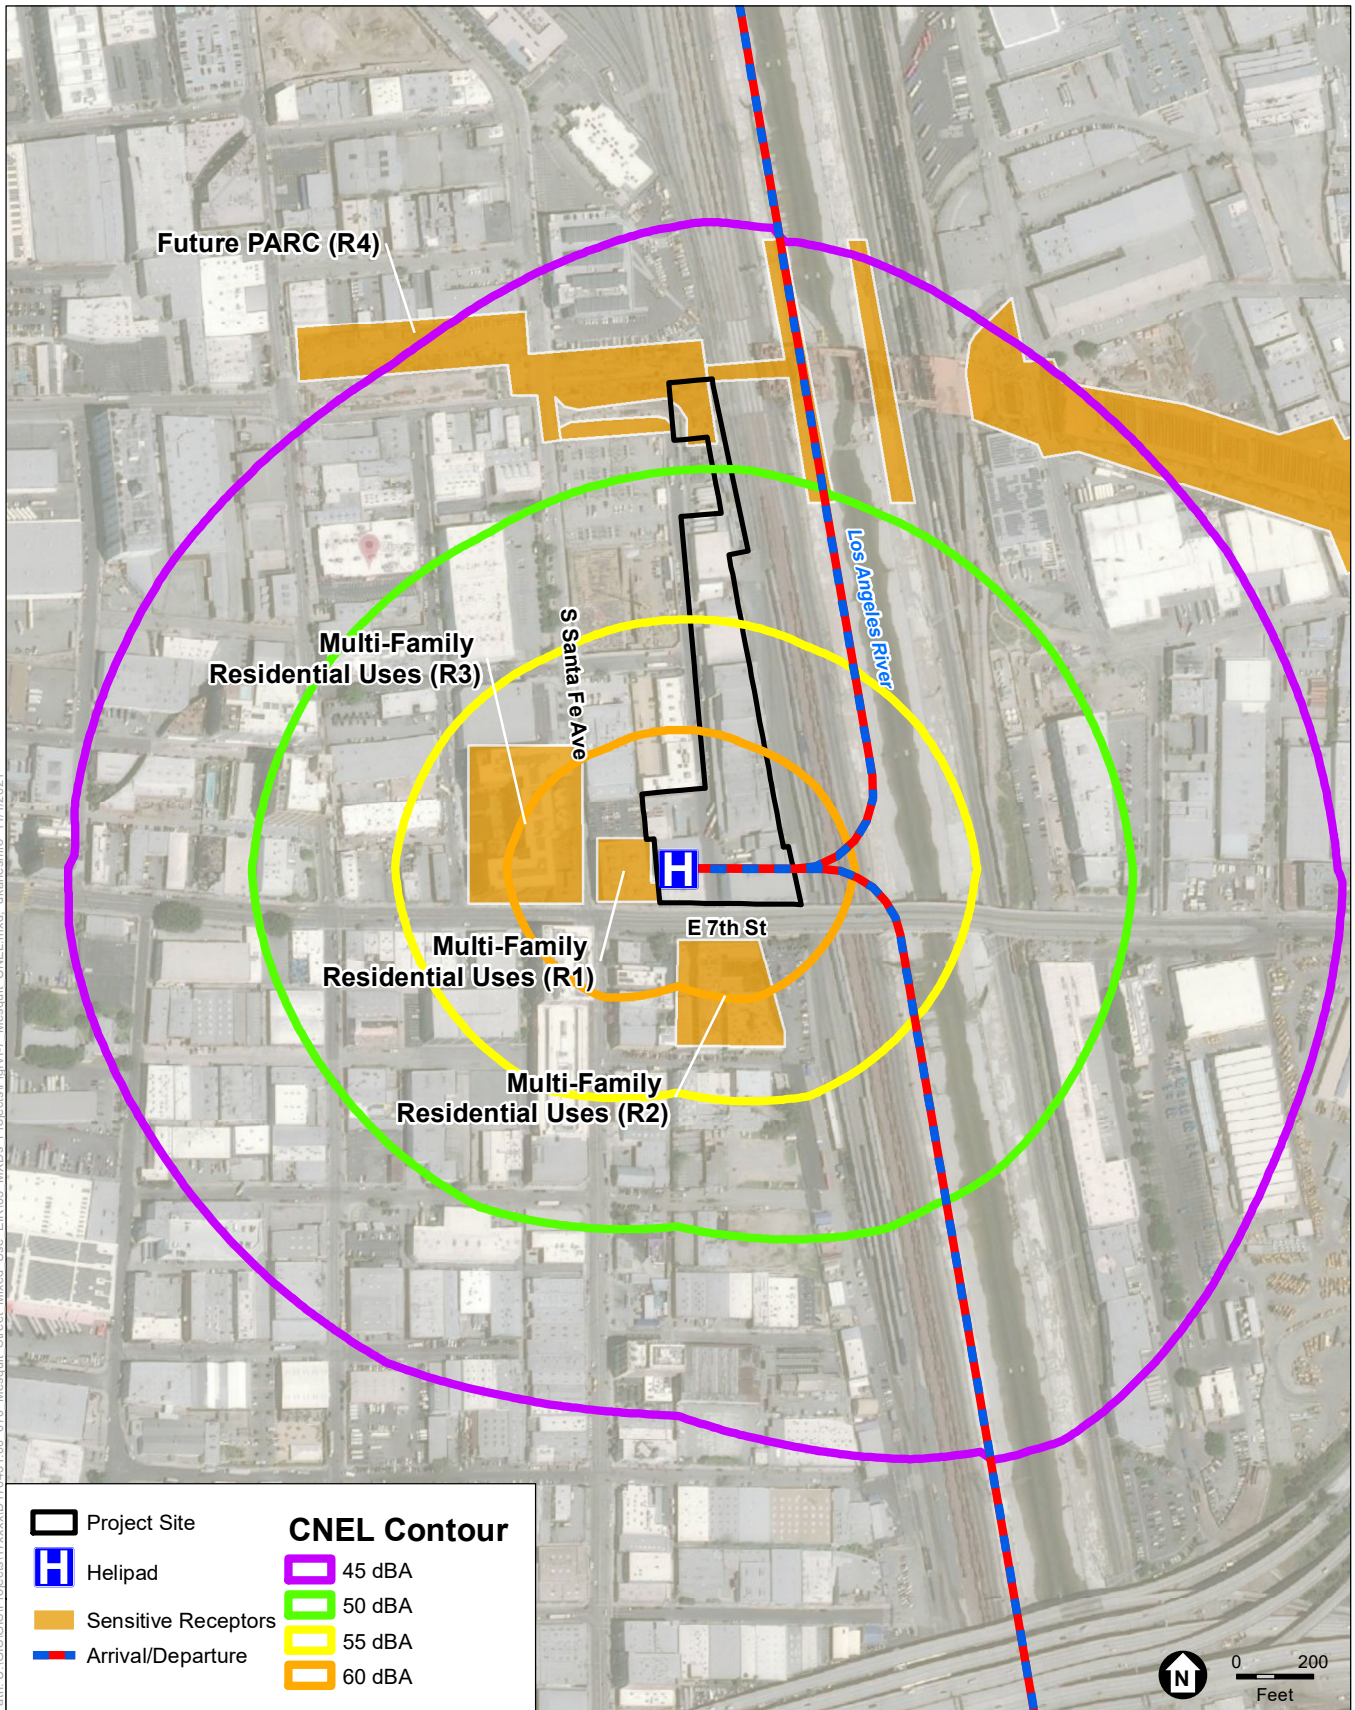 Future PARC (R4)
Los Angeles River
S Santa Fe Ave
Multi-Family
Residential Uses (R3)
H
E 7th St
Multi-Family
Residential Uses (R1)
Multi-Family
Residential Uses (R2)
Project Site
H
Helipad
Sensitive Receptors
Arrival/Departure
CNEL Contour
45 dBA
50 dBA
55 dBA
60 dBA
N
0 200
Feet